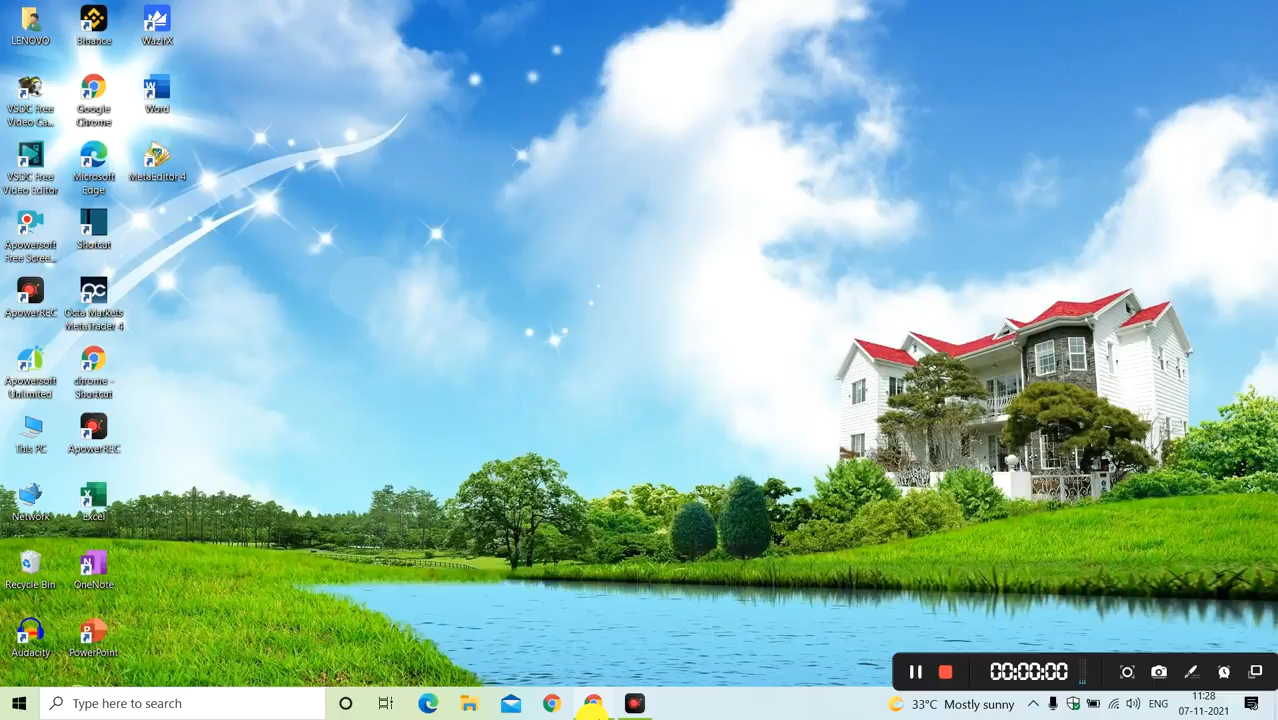 LENOVO
Binance
WazirX
VSDC Free
Video Ca...
Google
Chrome
Word
VSDC Free
Video Editor
Microsoft
Edge
MetaEditor 4
Apowersoft
Free Scree...
Shotcut
ApowerREC
Octa Markets
MetaTrader 4
Apowersoft
Unlimited
chrome -
Shortcut
This PC
ApowerREC
Network
Excel
Recycle Bin
OneNote
Audacity
PowerPoint
00:00:00
Type here to search
33°C Mostly sunny
ENG
11:28
07-11-2021